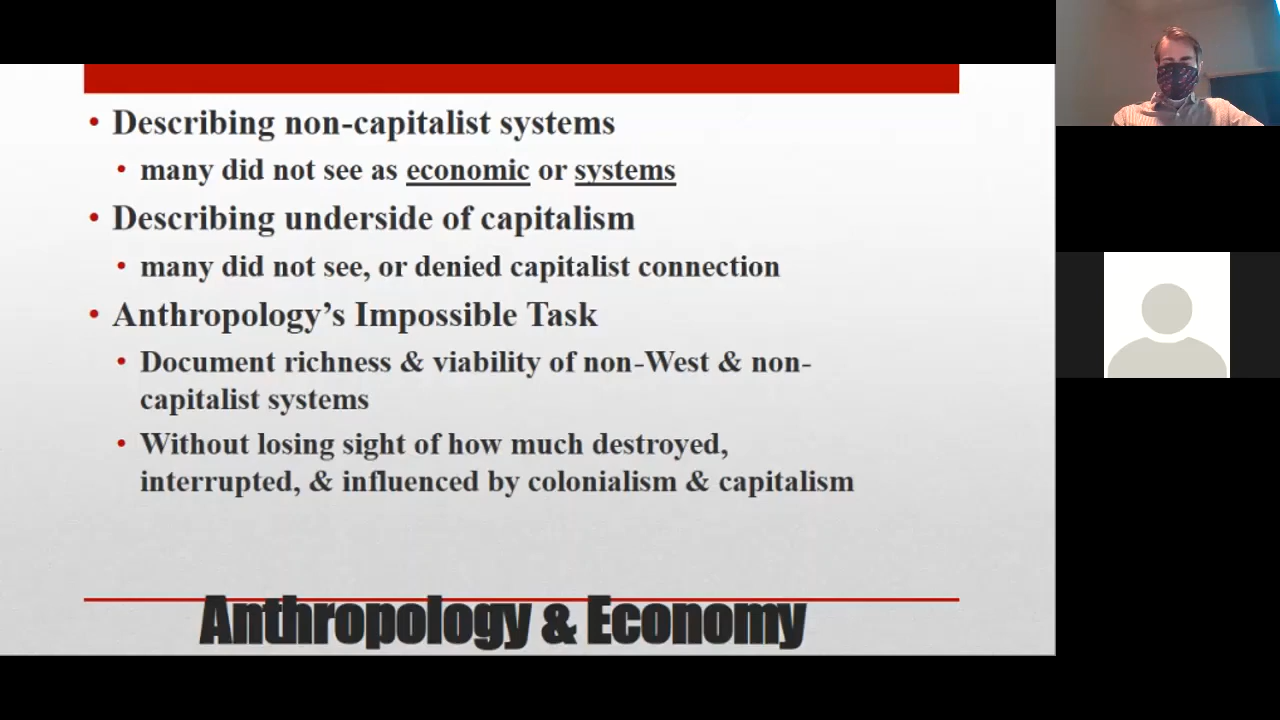 Describing non-capitalist systems
many did not see as economic or systems
Describing underside of capitalism
many did not see, or denied capitalist connection
Anthropology’s Impossible Task
Document richness & viability of non-West & non-
capitalist systems
Without losing sight of how much destroyed,
interrupted, & influenced by colonialism & capitalism
Anthropology & Economy